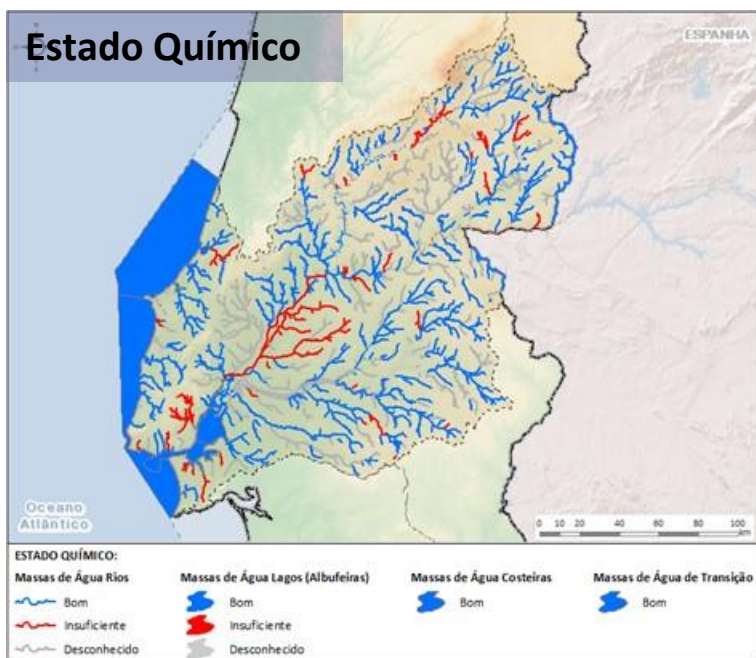 Estado Químico
ESPANHA
Oceano
Atlântico
0 10 20 40 60 80 100
km
ESTADO QUÍMICO:
Massas de Água Rios
Bom
Insuficiente
Desconhecido
Massas de Água Lagos (Albufeiras)
Bom
Insuficiente
Desconhecido
Massas de Água Costeiras
Bom
Massas de Água de Transição
Bom